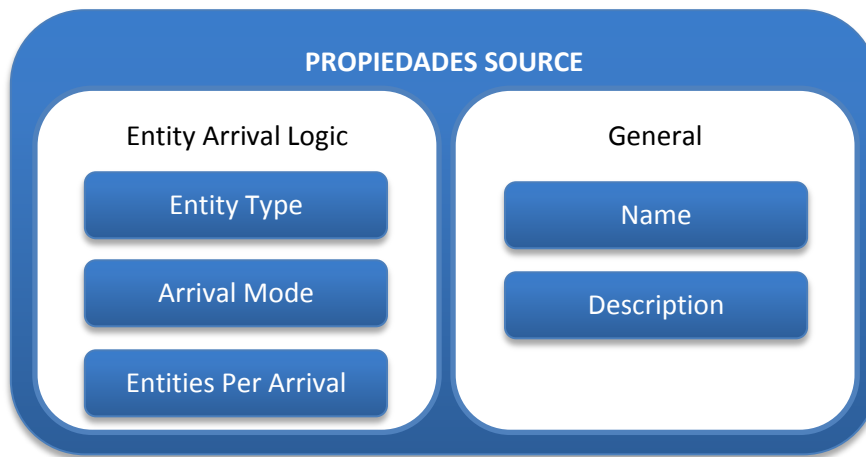 PROPIEDADES SOURCE
Entity Arrival Logic
Entity Type
Arrival Mode
Entities Per Arrival
General
Name
Description